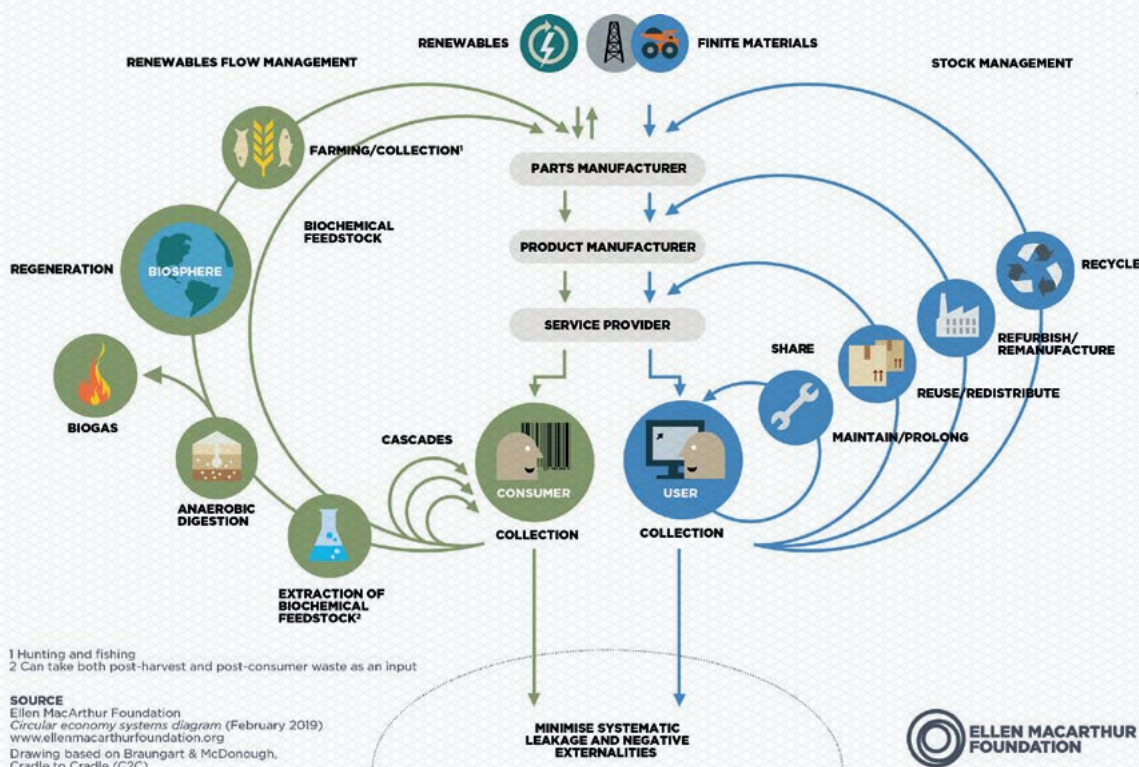 RENEWABLES
FINITE MATERIALS
RENEWABLES FLOW MANAGEMENT
STOCK MANAGEMENT
FARMING/COLLECTION¹
PARTS MANUFACTURER
BIOCHEMICAL
FEEDSTOCK
PRODUCT MANUFACTURER
REGENERATION
BIOSPHERE
RECYCLE
SERVICE PROVIDER
SHARE
REFURBISH/
REMANUFACTURE
REUSE/REDISTRIBUTE
BIOGAS
CASCADES
MAINTAIN/PROLONG
CONSUMER
USER
ANAEROBIC
DIGESTION
COLLECTION
COLLECTION
EXTRACTION OF
BIOCHEMICAL
FEEDSTOCK²
1 Hunting and fishing
2 Can take both post-harvest and post-consumer waste as an input
SOURCE
Ellen MacArthur Foundation
Circular economy systems diagram (February 2019)
www.ellenmacarthurfoundation.org
Drawing based on Braungart & McDonough,
Cradle to Cradle (C2C)
MINIMISE SYSTEMATIC
LEAKAGE AND NEGATIVE
EXTERNALITIES
ELLEN MACARTHUR
FOUNDATION